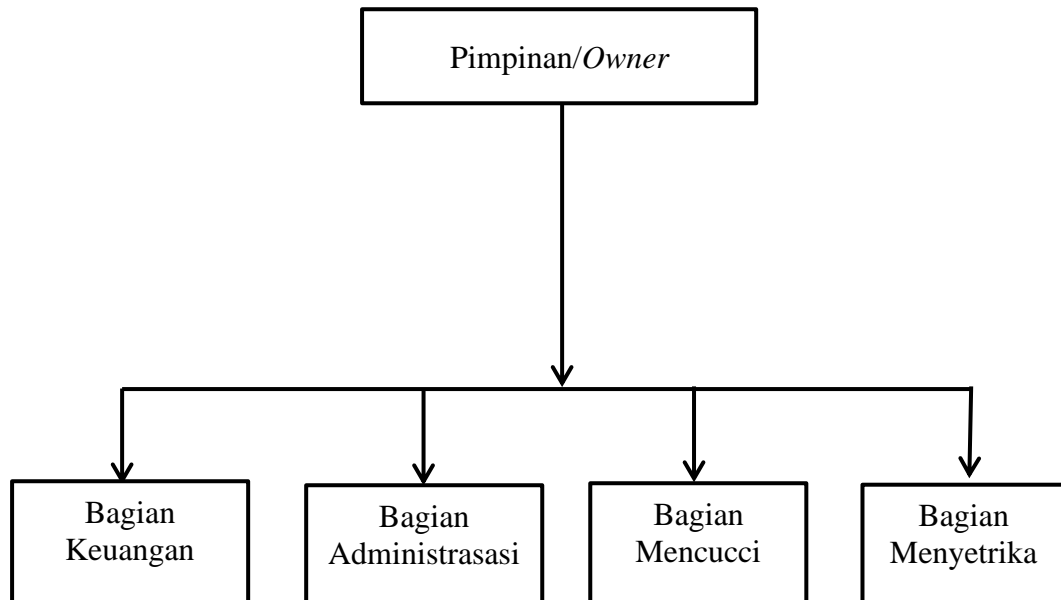 Pimpinan/Owner
Bagian
Keuangan
Bagian
Administrasasi
Bagian
Mencucci
Bagian
Menyetrika